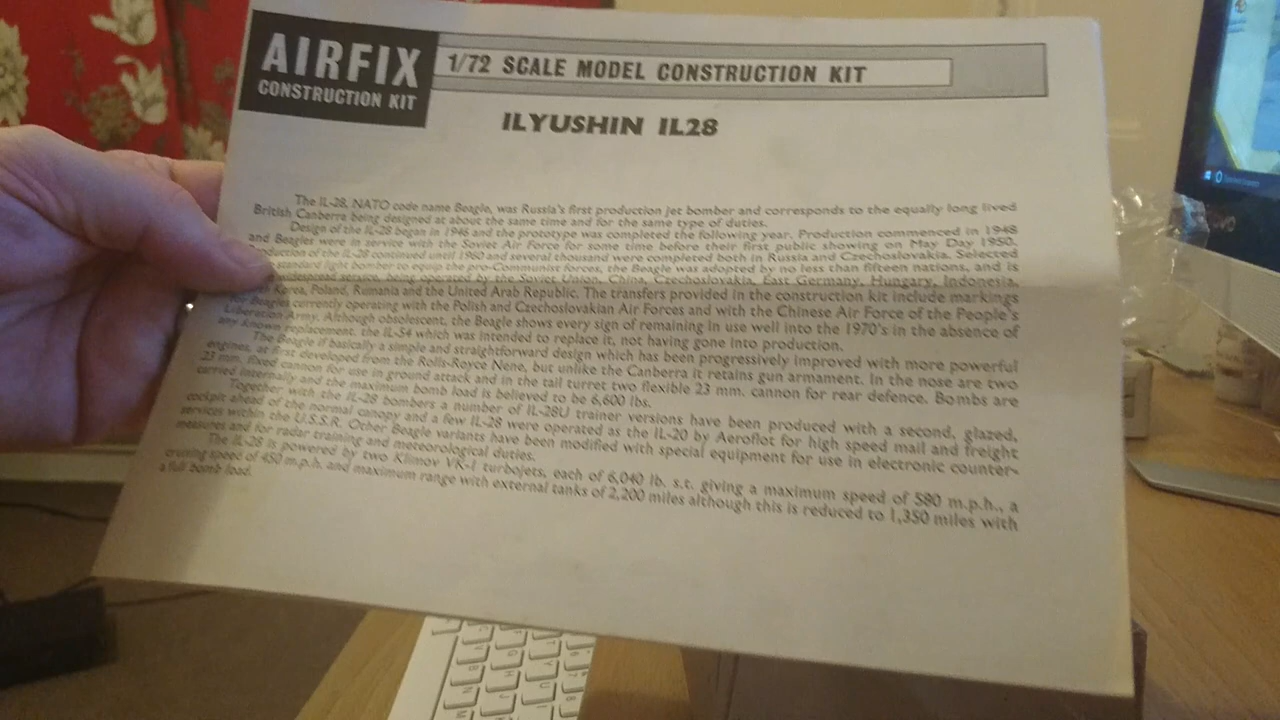 AIRFIX
CONSTRUCTION KIT
1/72 SCALE MODEL CONSTRUCTION KIT
ILYUSHIN IL28
The IL-28, NATO code name Beagle, was Russia's first production jet bomber and corresponds to the equally long lived
British Canberra being designed at about the same time and for the same type of duties.
Design of the IL-28 began in 1946 and the prototype was completed the following year. Production commenced in 1948
and Beagles were in service with the Soviet Air Force for some time before their first public showing on May Day 1950.
Production of the IL-28 continued until 1960 and several thousand were completed both in Russia and Czechoslovakia. Selected
standard light bomber to equip the pro-Communist forces, the Beagle was adopted by no less than fifteen nations, and is
service, being operated by the Soviet Union, China, Czechoslovakia, East Germany, Hungary, Indonesia,
Korea, Poland, Rumania and the United Arab Republic. The transfers provided in the construction kit include markings
for Beagles currently operating with the Polish and Czechoslovakian Air Forces and with the Chinese Air Force of the People's
Liberation Army. Although obsolescent, the Beagle shows every sign of remaining in use well into the 1970's in the absence of
any known replacement, the IL-54 which was intended to replace it, not having gone into production.
The Beagle if basically a simple and straightforward design which has been progressively improved with more powerful
engines, at first developed from the Rolls-Royce Nene, but unlike the Canberra it retains gun armament. In the nose are two
23 mm. fixed cannon for use in ground attack and in the tail turret two flexible 23 mm. cannon for rear defence. Bombs are
carried internally and the maximum bomb load is believed to be 6,600 lbs.
Together with the IL-28 bombers a number of IL-28U trainer versions have been produced with a second, glazed,
cockpit ahead of the normal canopy and a few IL-28 were operated as the IL-20 by Aeroflot for high speed mail and freight
services within the U.S.S.R. Other Beagle variants have been modified with special equipment for use in electronic counter-
measures and for radar training and meteorological duties.
The IL-28 is powered by two Klimov VK-1 turbojets, each of 6,040 lb. s.t. giving a maximum speed of 580 m.p.h., a
cruising speed of 450 m.p.h. and maximum range with external tanks of 2,200 miles although this is reduced to 1,350 miles with
a full bomb load.